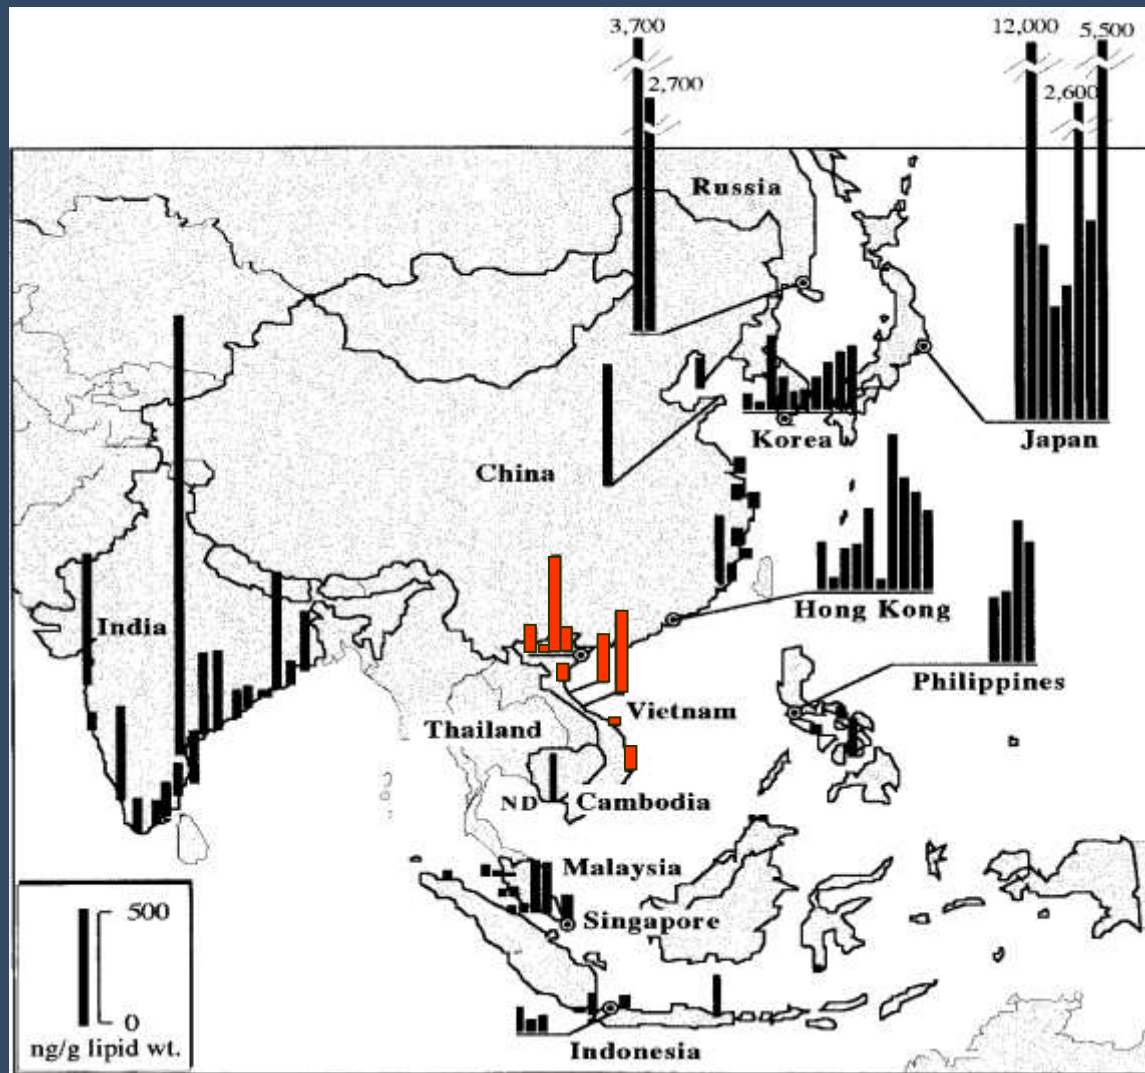 3,700
12,000
5,500
2,700
2,600
Russia
Korea
Japan
China
Hong Kong
India
Philippines
Vietnam
Thailand
ND
Cambodia
Malaysia
Singapore
500
0
ng/g lipid wt.
Indonesia